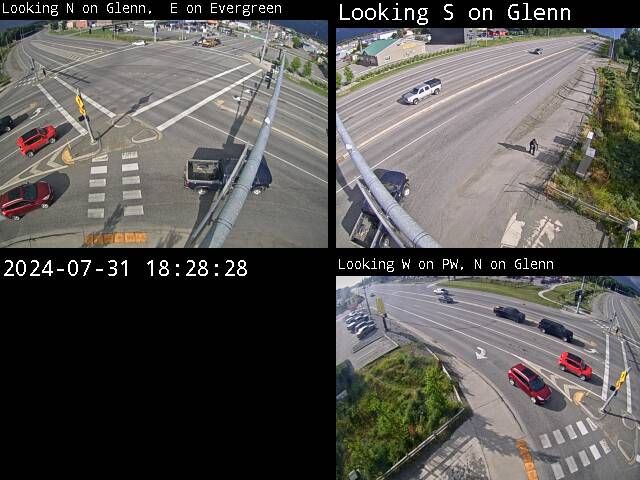 Looking N on Glenn,  E on Evergreen
Looking S on Glenn
2024-07-31 18:28:28
Looking W on PW, N on Glenn